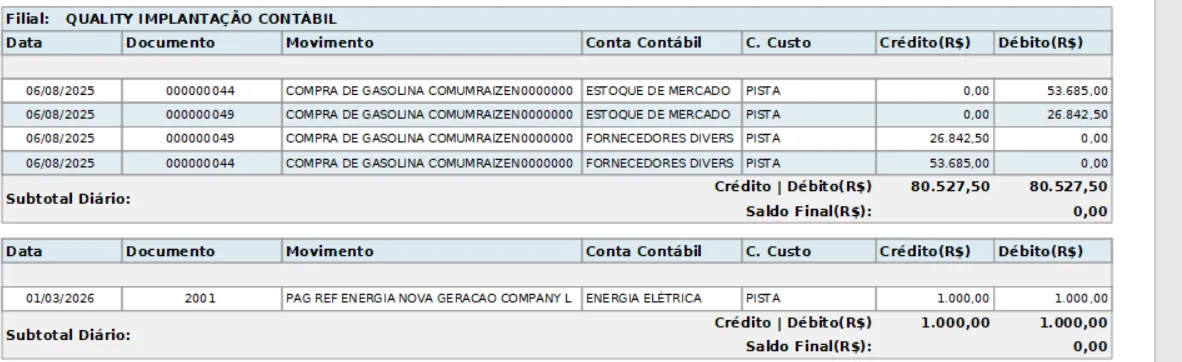 Filial: QUALITY IMPLANTAÇÃO CONTÁBIL
Data Documento Movimento Conta Contábil C. Custo Crédito(R$) Débito(R$)
06/08/2025 000000044 COMPRA DE GASOLINA COMUMRAIZEN0000000 ESTOQUE DE MERCADO PISTA 0,00 53.685,00
06/08/2025 000000049 COMPRA DE GASOLINA COMUMRAIZEN0000000 ESTOQUE DE MERCADO PISTA 0,00 26.842,50
06/08/2025 000000049 COMPRA DE GASOLINA COMUMRAIZEN0000000 FORNECEDORES DIVERS PISTA 26.842,50 0,00
06/08/2025 000000044 COMPRA DE GASOLINA COMUMRAIZEN0000000 FORNECEDORES DIVERS PISTA 53.685,00 0,00
Crédito | Débito(R$) 80.527,50 80.527,50
Subtotal Diário:
Saldo Final(R$): 0,00
Data Documento Movimento Conta Contábil C. Custo Crédito(R$) Débito(R$)
01/03/2026 2001 PAG REF ENERGIA NOVA GERACAO COMPANY L ENERGIA ELÉTRICA PISTA 1.000,00 1.000,00
Crédito | Débito(R$) 1.000,00 1.000,00
Subtotal Diário:
Saldo Final(R$): 0,00